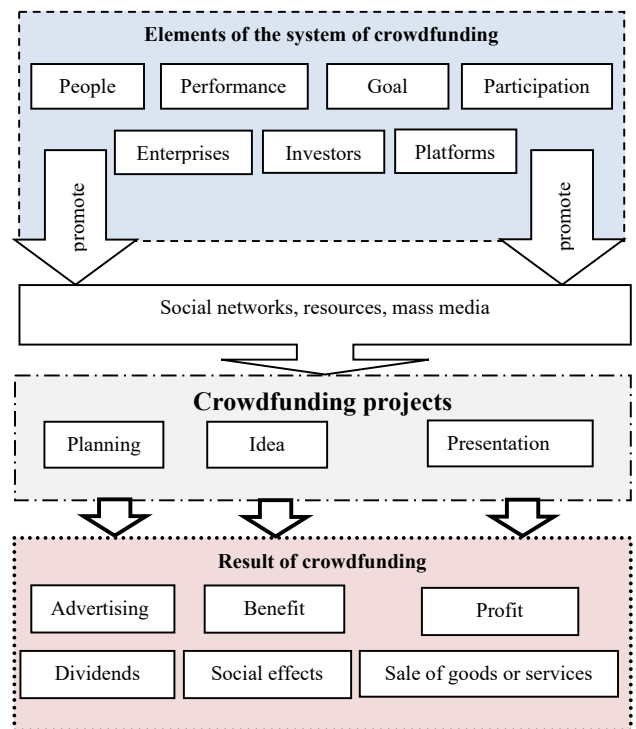 Elements of the system of crowdfunding
People Performance Goal Participation
Enterprises Investors Platforms
promote promote
Social networks, resources, mass media
Crowdfunding projects
Planning Idea Presentation
Result of crowdfunding
Advertising Benefit Profit
Dividends Social effects Sale of goods or services